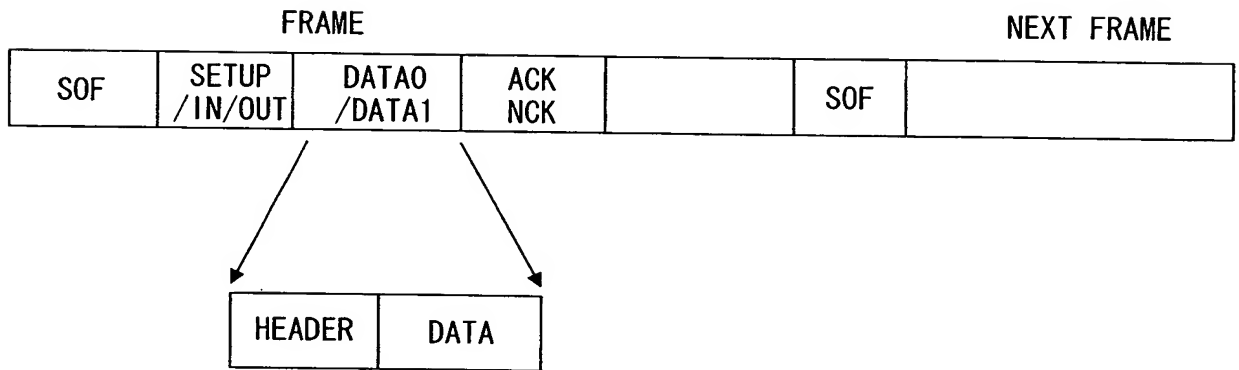 FRAME
NEXT FRAME
SOF
SETUP
/IN/OUT
DATA0
/DATA1
ACK
NCK
SOF
HEADER
DATA